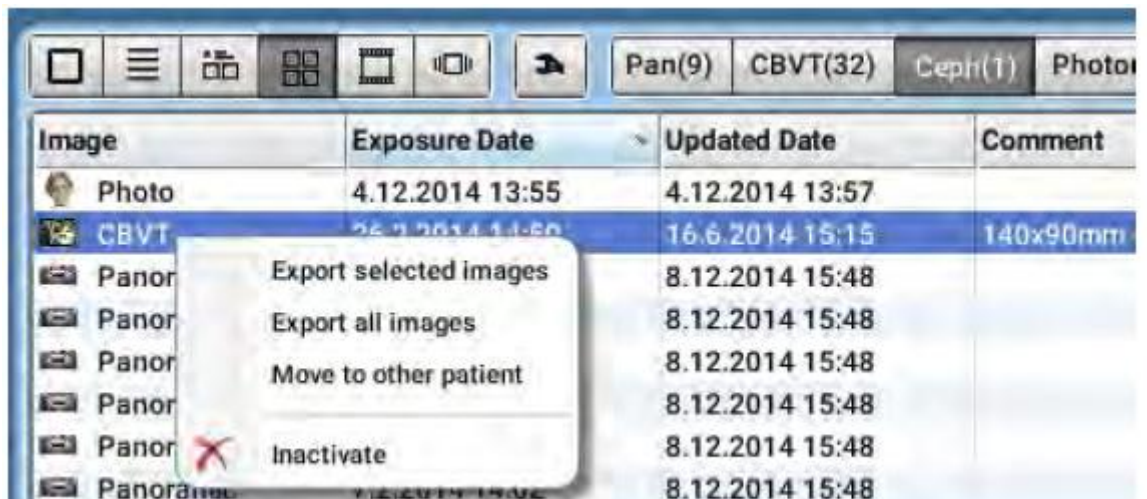 Pan(9) CBVT(32) Ceph(1)
Image Exposure Date Updated Date Comment
Photo 4.12.2014 13:55 4.12.2014 13:57
CBVT 16.6.2014 15:15 140x90mm
Export selected images
8.12.2014 15:48
Export all images
8.12.2014 15:48
Move to other patient
8.12.2014 15:48
8.12.2014 15:48
Inactivate
8.12.2014 15:48
8.12.2014 15:48